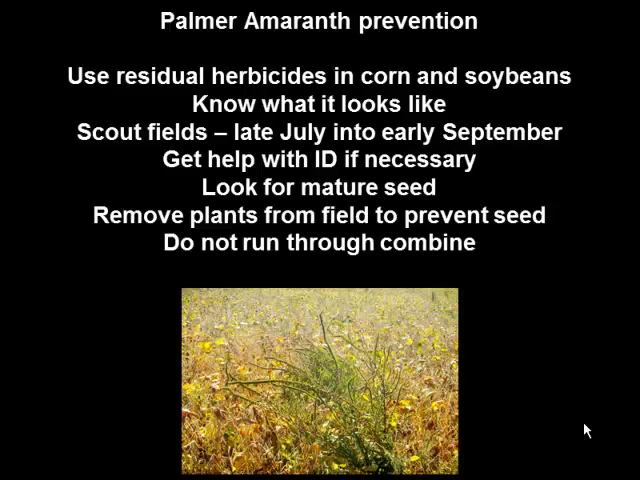 Palmer Amaranth prevention
Use residual herbicides in corn and soybeans
Know what it looks like
Scout fields – late July into early September
Get help with ID if necessary
Look for mature seed
Remove plants from field to prevent seed
Do not run through combine